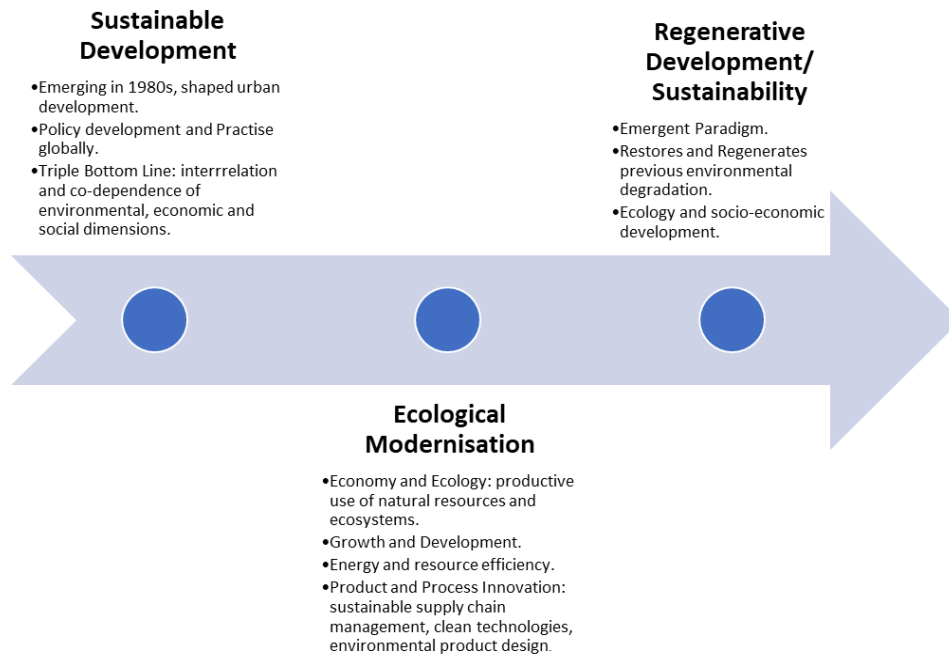 Sustainable
Development
•Emerging in 1980s, shaped urban
development.
•Policy development and Practise
globally.
•Triple Bottom Line: interrrelation
and co-dependence of
environmental, economic and
social dimensions.
Regenerative
Development/
Sustainability
•Emergent Paradigm.
•Restores and Regenerates
previous environmental
degradation.
•Ecology and socio-economic
development.
Ecological
Modernisation
•Economy and Ecology: productive
use of natural resources and
ecosystems.
•Growth and Development.
•Energy and resource efficiency.
•Product and Process Innovation:
sustainable supply chain
management, clean technologies,
environmental product design.